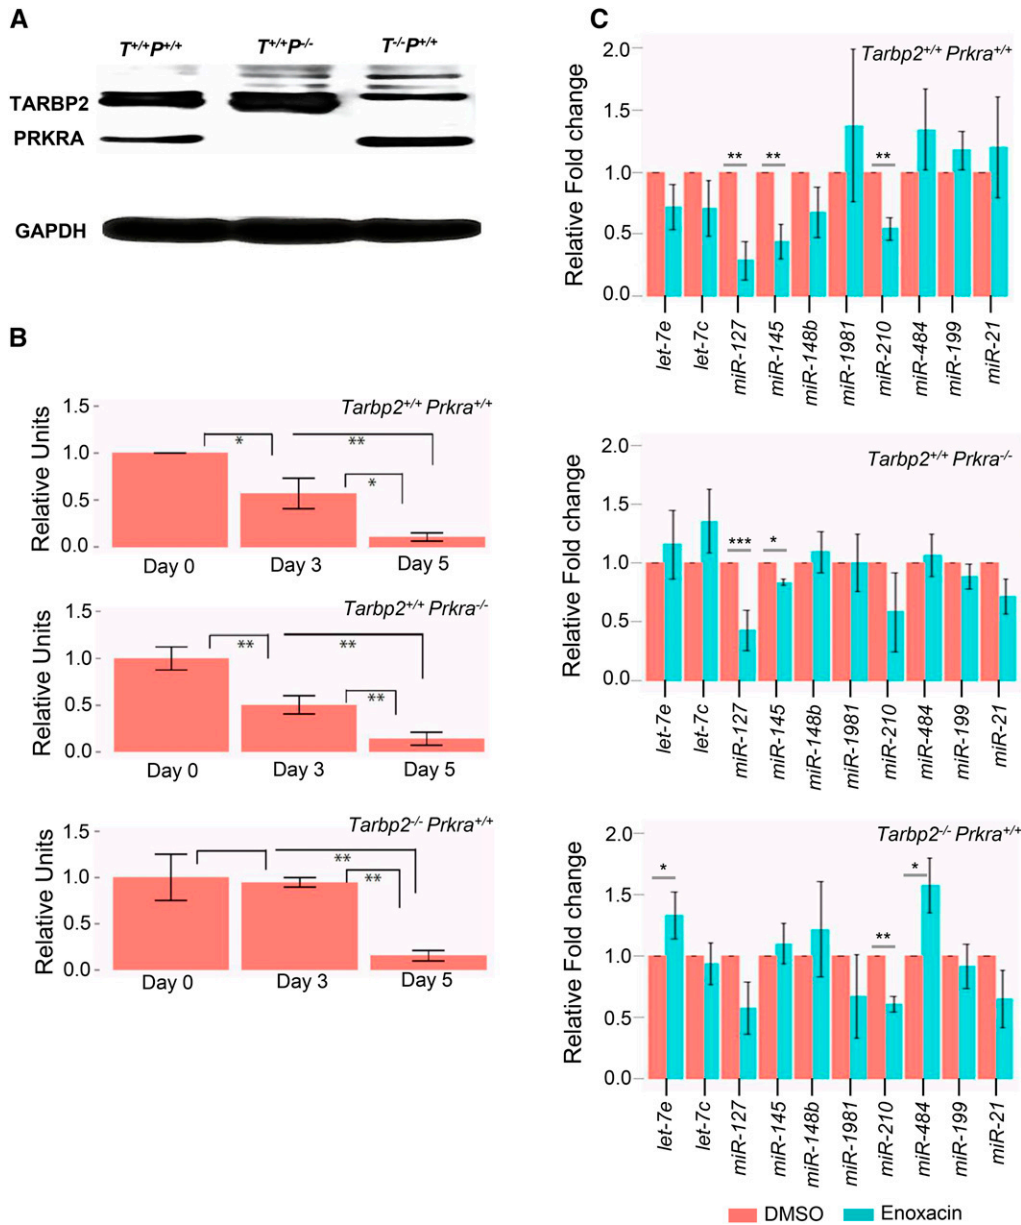 A
T+/+P+/+ T+/+P-/- T-/-P+/+
TARBP2
PRKRA
GAPDH
B
Tarbp2+/+ Prkra+/+
Relative Units
1.5
1.0
0.5
0.0
* ** *
Day 0 Day 3 Day 5
Tarbp2+/+ Prkra-/-
Relative Units
1.5
1.0
0.5
0.0
** ** **
Day 0 Day 3 Day 5
Tarbp2-/- Prkra+/+
Relative Units
1.5
1.0
0.5
0.0
** **
Day 0 Day 3 Day 5
C
Tarbp2+/+ Prkra+/+
Relative Fold change
2.0
1.5
1.0
0.5
0.0
** ** **
let-7e let-7c miR-127 miR-145 miR-148b miR-1981 miR-210 miR-484 miR-199 miR-21
Tarbp2+/+ Prkra-/-
Relative Fold change
2.0
1.5
1.0
0.5
0.0
*** *
let-7e let-7c miR-127 miR-145 miR-148b miR-1981 miR-210 miR-484 miR-199 miR-21
Tarbp2-/- Prkra+/+
Relative Fold change
2.0
1.5
1.0
0.5
0.0
* ** *
let-7e let-7c miR-127 miR-145 miR-148b miR-1981 miR-210 miR-484 miR-199 miR-21
DMSO Enoxacin